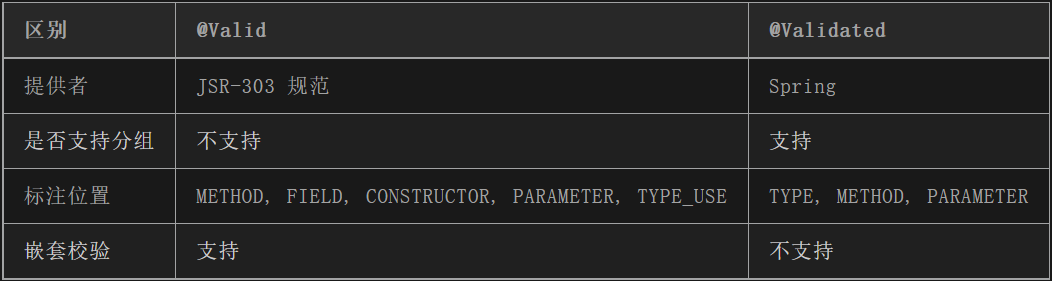 区别 @Valid @Validated
提供者 JSR-303 规范 Spring
是否支持分组 不支持 支持
标注位置 METHOD, FIELD, CONSTRUCTOR, PARAMETER, TYPE_USE TYPE, METHOD, PARAMETER
嵌套校验 支持 不支持